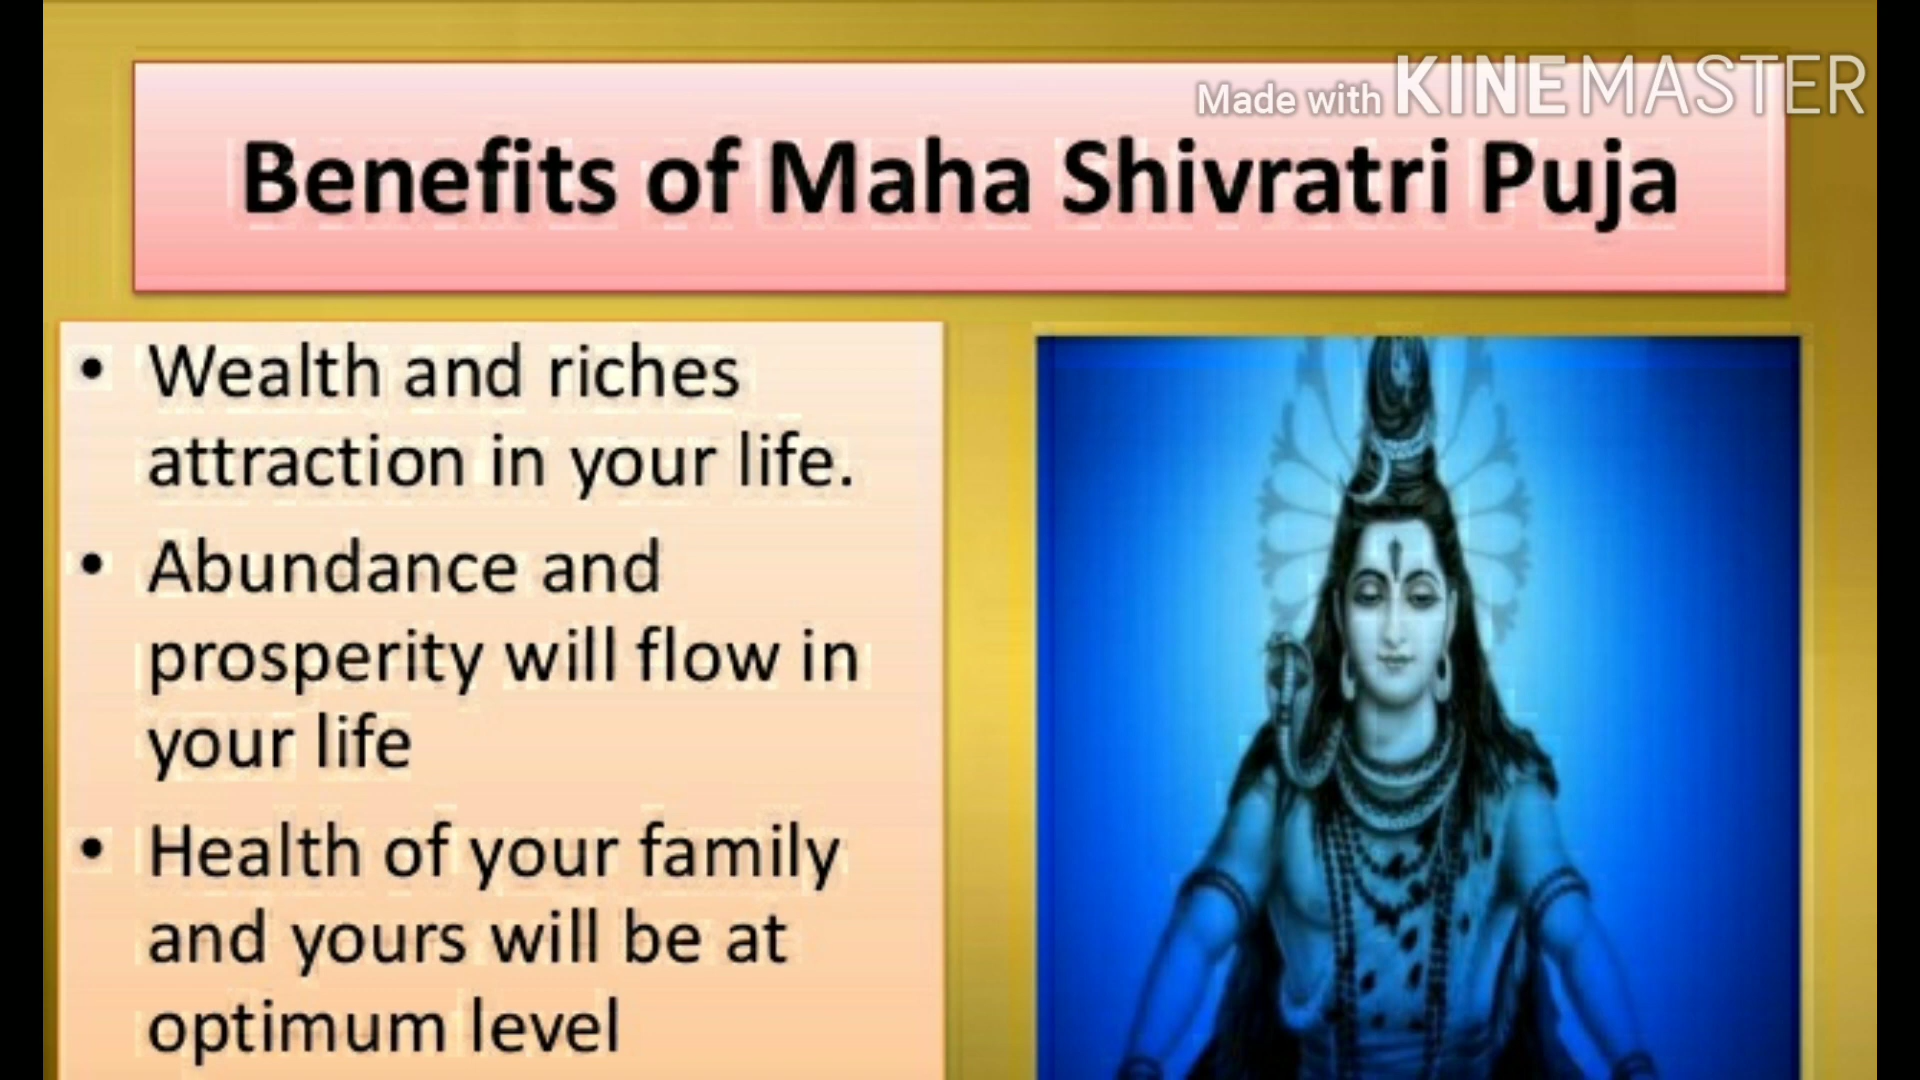 Made with KINEMASTER
Benefits of Maha Shivratri Puja
• Wealth and riches
attraction in your life.
• Abundance and
prosperity will flow in
your life
• Health of your family
and yours will be at
optimum level